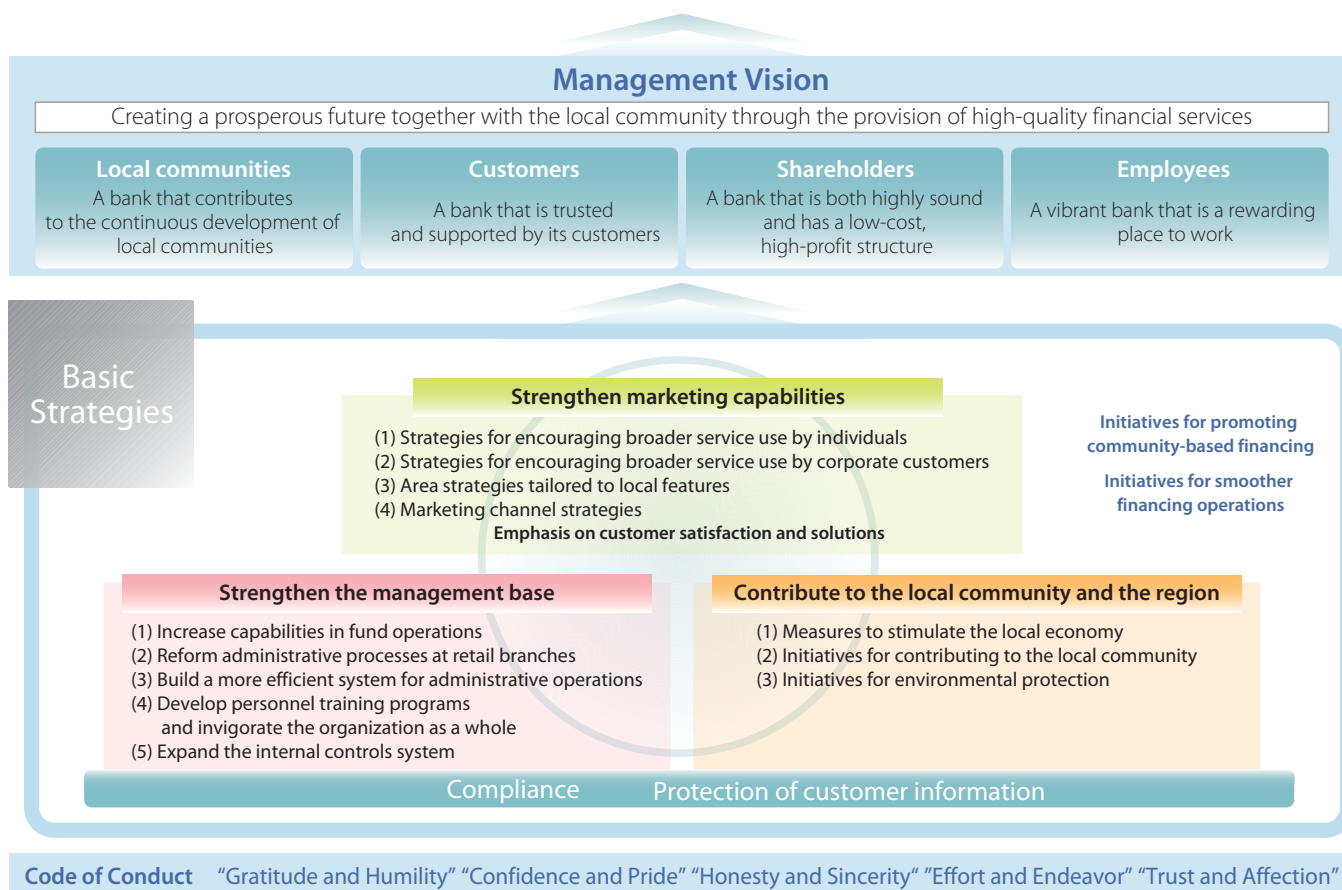 Management Vision
Creating a prosperous future together with the local community through the provision of high-quality financial services
Local communities
A bank that contributes
to the continuous development of
local communities
Customers
A bank that is trusted
and supported by its customers
Shareholders
A bank that is both highly sound
and has a low-cost,
high-profit structure
Employees
A vibrant bank that is a rewarding
place to work
Basic
Strategies
Strengthen marketing capabilities
(1) Strategies for encouraging broader service use by individuals
(2) Strategies for encouraging broader service use by corporate customers
(3) Area strategies tailored to local features
(4) Marketing channel strategies
Emphasis on customer satisfaction and solutions
Initiatives for promoting
community-based financing
Initiatives for smoother
financing operations
Strengthen the management base
(1) Increase capabilities in fund operations
(2) Reform administrative processes at retail branches
(3) Build a more efficient system for administrative operations
(4) Develop personnel training programs
and invigorate the organization as a whole
(5) Expand the internal controls system
Contribute to the local community and the region
(1) Measures to stimulate the local economy
(2) Initiatives for contributing to the local community
(3) Initiatives for environmental protection
Compliance Protection of customer information
Code of Conduct “Gratitude and Humility” “Confidence and Pride” “Honesty and Sincerity“ ”Effort and Endeavor” “Trust and Affection”